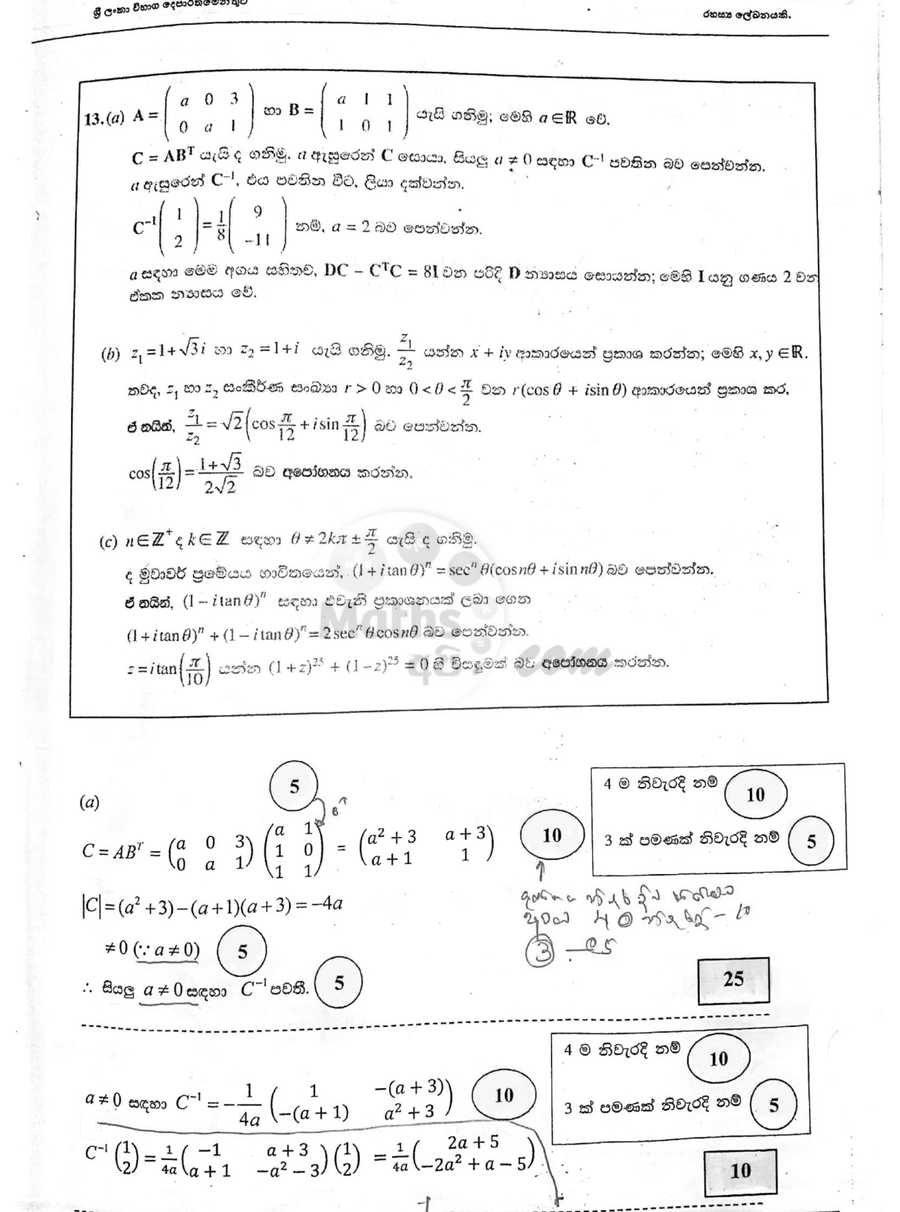 ශ්‍රී ලංකා විභාග දෙපාර්තමේන්තුව
රහස්‍ය ලේඛනයකි.
13.(a) A = ( a 0 3 ; 0 a 1 ) හා B = ( a 1 1 ; 1 0 1 ) යැයි ගනිමු; මෙහි a ∈ ℝ වේ.
C = ABᵀ යැයි ද ගනිමු. a ඇසුරෙන් C සොයා, සියලු a ≠ 0 සඳහා C⁻¹ පවතින බව පෙන්වන්න.
a ඇසුරෙන් C⁻¹, එය පවතින විට, ලියා දක්වන්න.
C⁻¹ ( 1 ; 2 ) = 1/8 ( 9 ; -11 ) නම්, a = 2 බව පෙන්වන්න.
a සඳහා මෙම අගය සහිතව, DC − CᵀC = 8I වන පරිදි D න්‍යාසය සොයන්න; මෙහි I යනු ගණය 2 වන
ඒකක න්‍යාසය වේ.
(b) z₁ = 1+√3 i හා z₂ = 1+i යැයි ගනිමු. z₁/z₂ යන්න x + iy ආකාරයෙන් ප්‍රකාශ කරන්න; මෙහි x, y ∈ ℝ.
තවද, z₁ හා z₂ සංකීර්ණ සංඛ්‍යා r > 0 හා 0 < θ < π/2 වන r(cos θ + i sin θ) ආකාරයෙන් ප්‍රකාශ කර,
ඒ නයින්, z₁/z₂ = √2 (cos π/12 + i sin π/12) බව පෙන්වන්න.
cos(π/12) = (1+√3)/(2√2) බව අපෝහනය කරන්න.
(c) n ∈ ℤ⁺ ද k ∈ ℤ සඳහා θ ≠ 2kπ ± π/2 යැයි ද ගනිමු.
ද මුවාවර් ප්‍රමේයය භාවිතයෙන්, (1 + i tan θ)ⁿ = secⁿ θ(cos nθ + i sin nθ) බව පෙන්වන්න.
ඒ නයින්, (1 − i tan θ)ⁿ සඳහා එවැනි ප්‍රකාශනයක් ලබා ගෙන
(1 + i tan θ)ⁿ + (1 − i tan θ)ⁿ = 2 secⁿ θ cos nθ බව පෙන්වන්න.
z = i tan(π/10) යන්න (1 + z)²⁵ + (1 − z)²⁵ = 0 හි විසඳුමක් බව අපෝහනය කරන්න.
Maths
අපි .com
(a)
5
C = ABᵀ = ( a 0 3 ; 0 a 1 ) ( a 1 ; 1 0 ; 1 1 ) = ( a² + 3 a + 3 ; a + 1 1 )
10
4 ම නිවැරදි නම් 10
3 ක් පමණක් නිවැරදි නම් 5
|C| = (a² + 3) − (a + 1)(a + 3) = −4a
≠ 0 (∵ a ≠ 0) 5
∴ සියලු a ≠ 0 සඳහා C⁻¹ පවතී. 5
25
a ≠ 0 සඳහා C⁻¹ = − 1/4a ( 1 −(a + 3) ; −(a + 1) a² + 3 ) 10
4 ම නිවැරදි නම් 10
3 ක් පමණක් නිවැරදි නම් 5
C⁻¹ ( 1 ; 2 ) = 1/4a ( −1 a + 3 ; a + 1 −a² − 3 ) ( 1 ; 2 ) = 1/4a ( 2a + 5 ; −2a² + a − 5 )
10